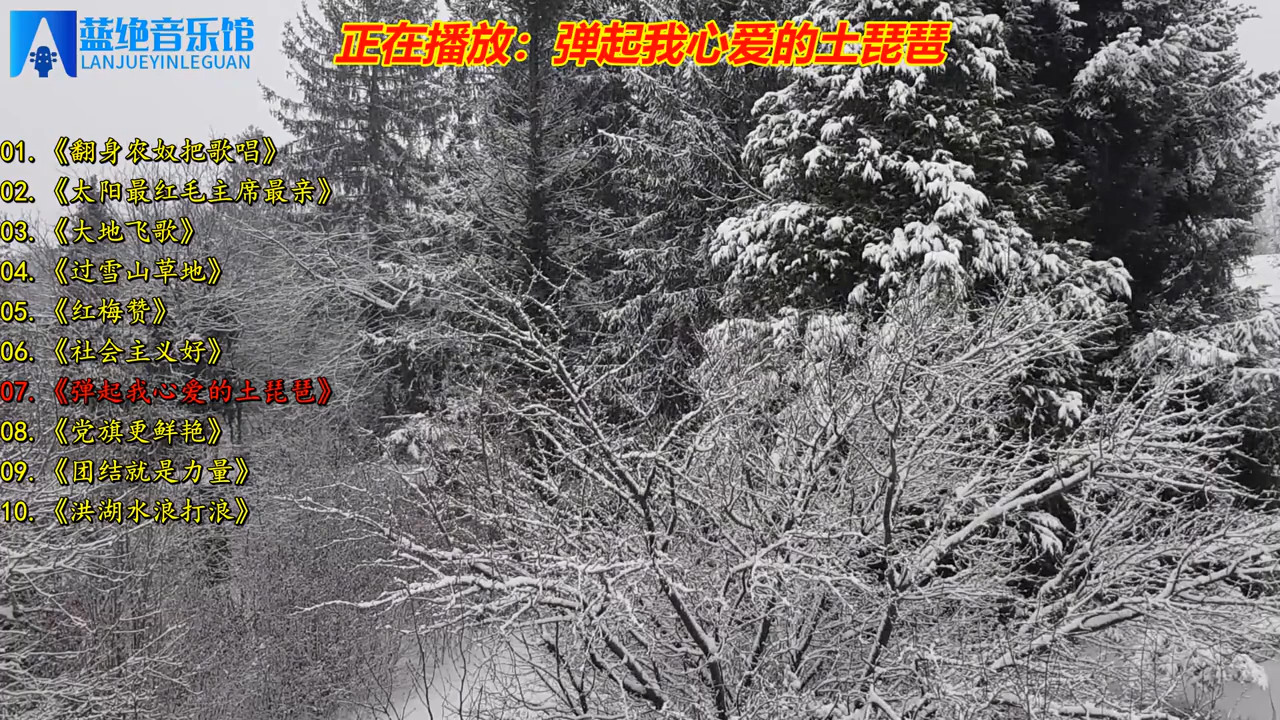 蓝绝音乐馆
LANJUEYINLEGUAN
正在播放：弹起我心爱的土琵琶
01.《翻身农奴把歌唱》
02.《太阳最红毛主席最亲》
03.《大地飞歌》
04.《过雪山草地》
05.《红梅赞》
06.《社会主义好》
07.《弹起我心爱的土琵琶》
08.《党旗更鲜艳》
09.《团结就是力量》
10.《洪湖水浪打浪》